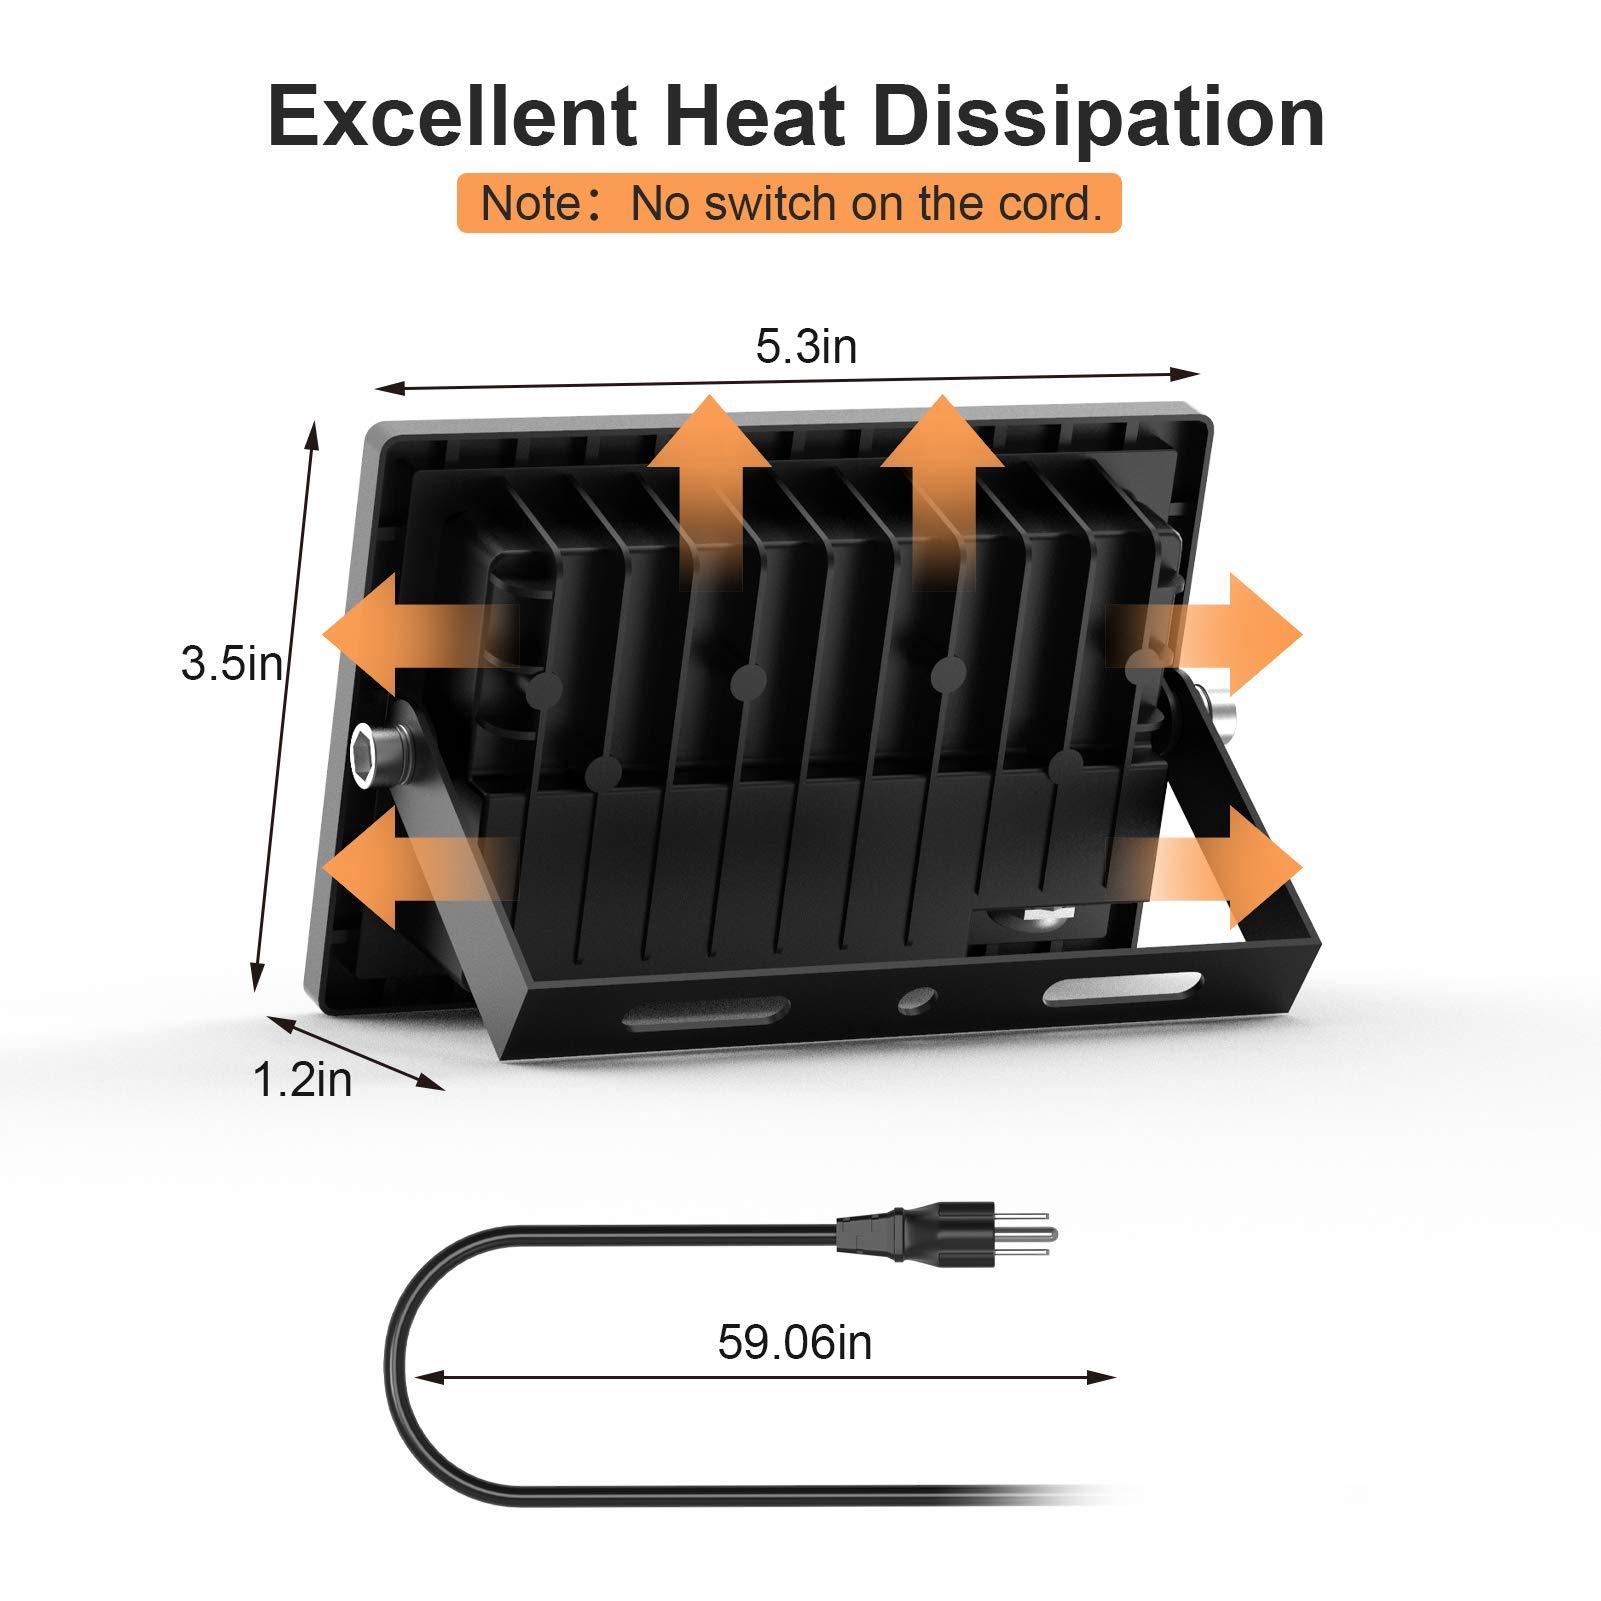 Excellent Heat Dissipation
Note：No switch on the cord.
5.3in
3.5in
1.2in
59.06in